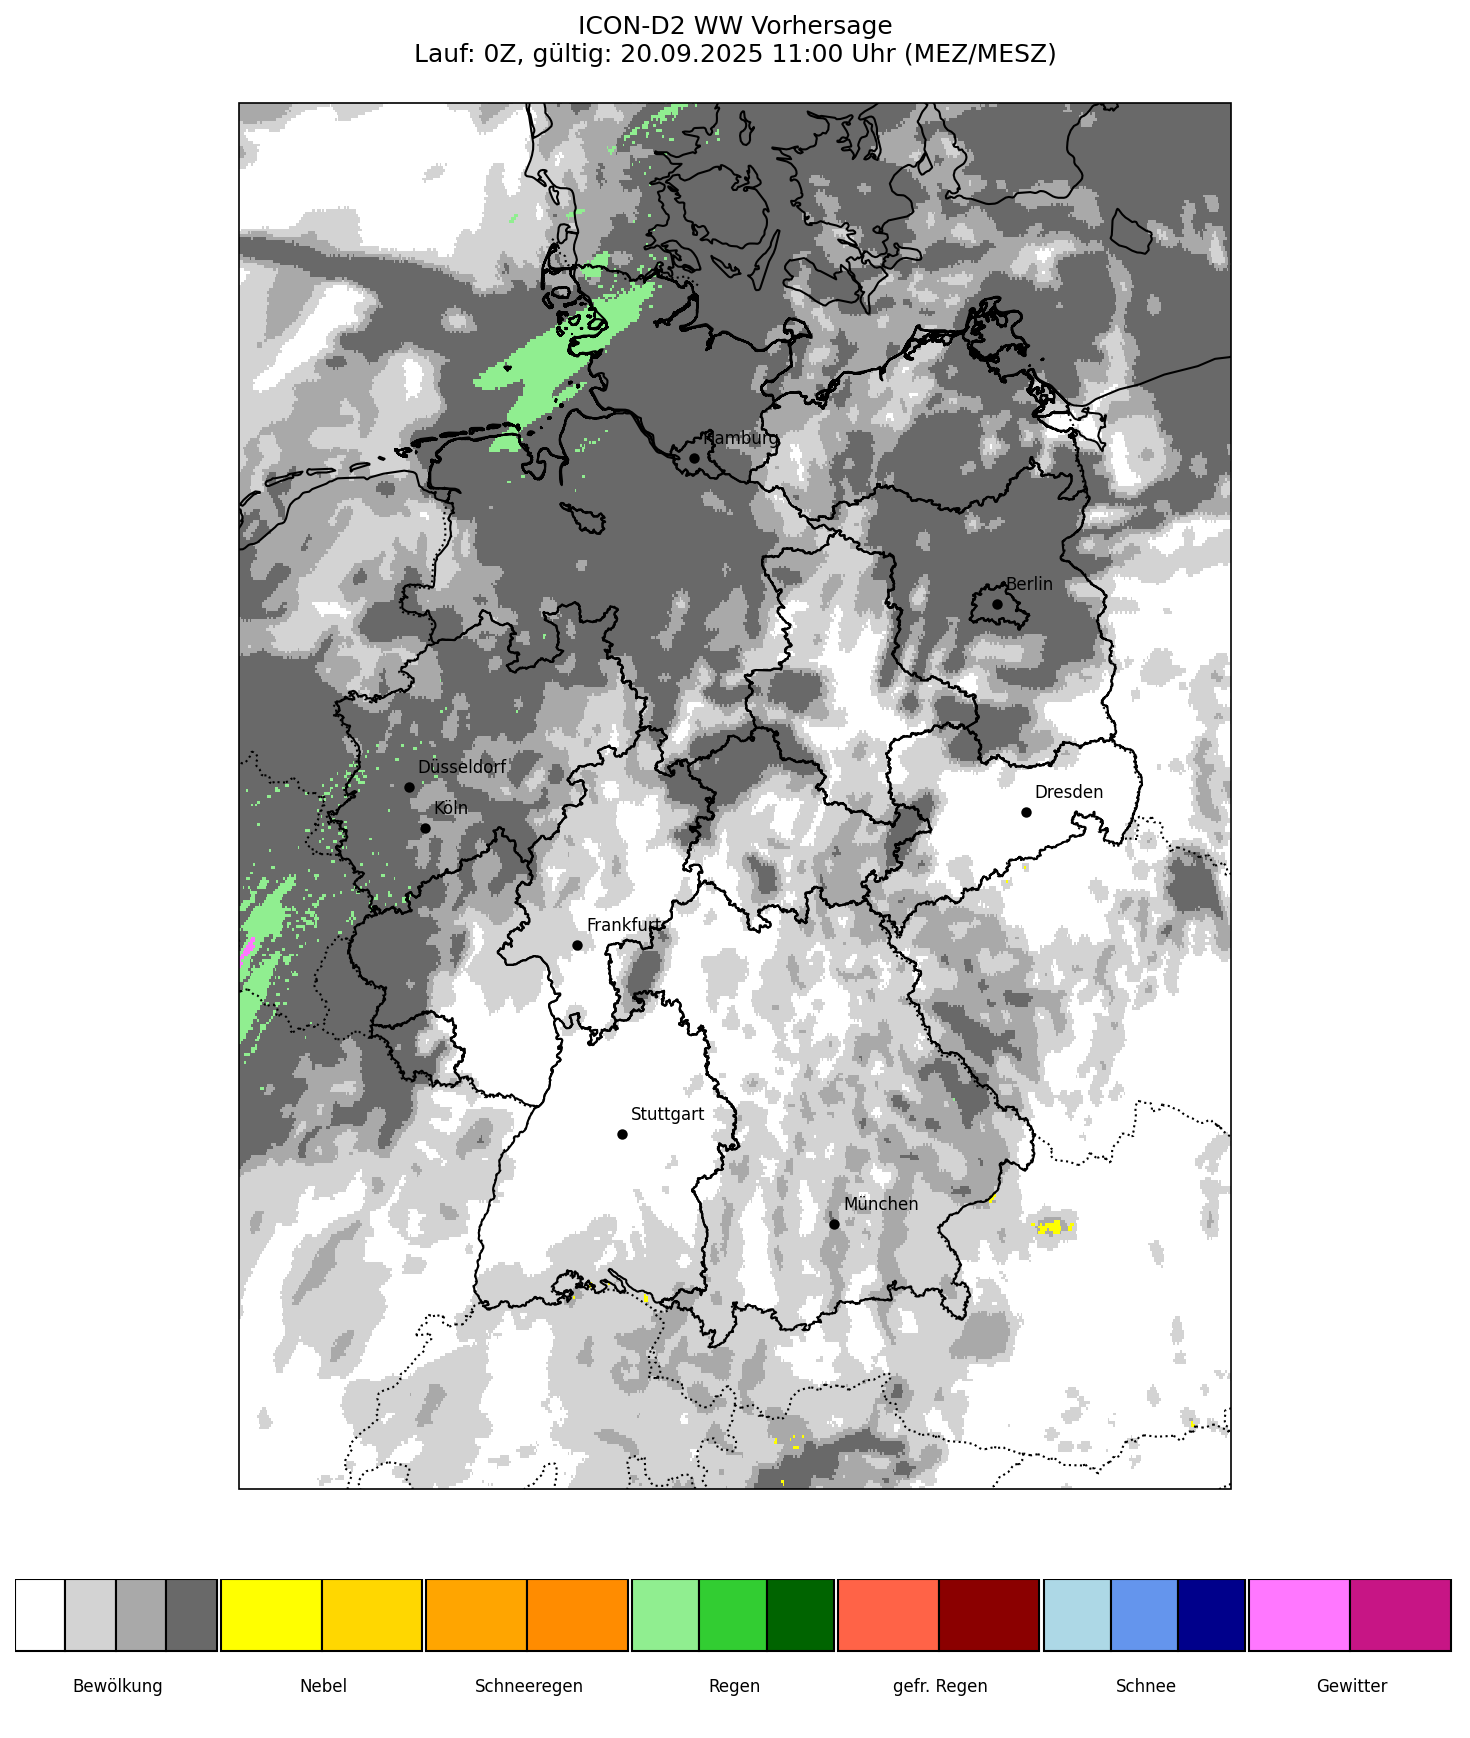 ICON-D2 WW Vorhersage
Lauf: 0Z, gültig: 20.09.2025 11:00 Uhr (MEZ/MESZ)
Hamburg
Berlin
Düsseldorf
Dresden
Köln
Frankfurt
Stuttgart
München
Bewölkung
Nebel
Schneeregen
Regen
gefr. Regen
Schnee
Gewitter